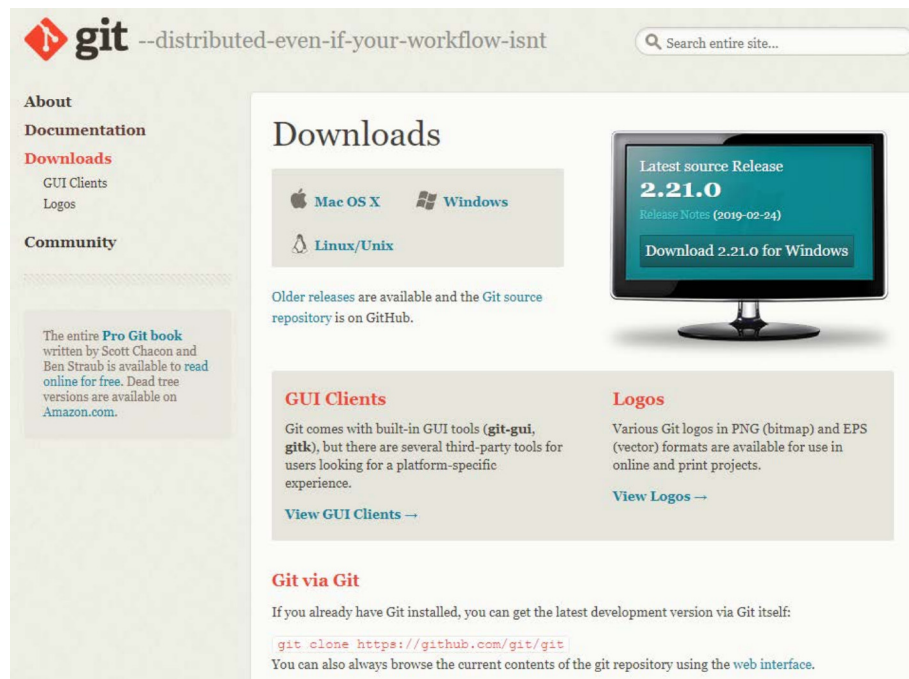 git --distributed-even-if-your-workflow-isnt
Search entire site...
About
Documentation
Downloads
GUI Clients
Logos
Community
The entire Pro Git book
written by Scott Chacon and
Ben Straub is available to read
online for free. Dead tree
versions are available on
Amazon.com.
Downloads
Mac OS X
Windows
Linux/Unix
Older releases are available and the Git source
repository is on GitHub.
Latest source Release
2.21.0
Release Notes (2019-02-24)
Download 2.21.0 for Windows
GUI Clients
Git comes with built-in GUI tools (git-gui,
gitk), but there are several third-party tools for
users looking for a platform-specific
experience.
View GUI Clients →
Logos
Various Git logos in PNG (bitmap) and EPS
(vector) formats are available for use in
online and print projects.
View Logos →
Git via Git
If you already have Git installed, you can get the latest development version via Git itself:
git clone https://github.com/git/git
You can also always browse the current contents of the git repository using the web interface.